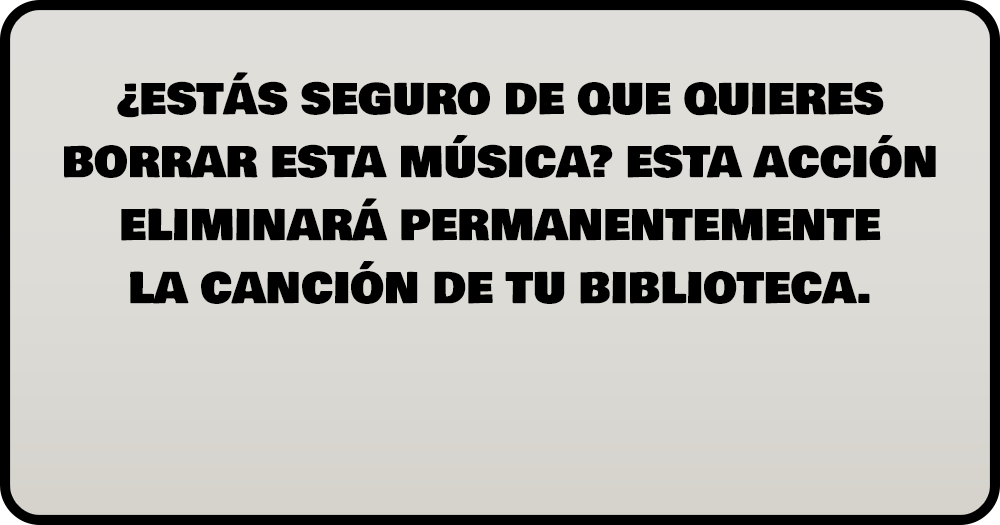 ¿ESTÁS SEGURO DE QUE QUIERES
BORRAR ESTA MÚSICA? ESTA ACCIÓN
ELIMINARÁ PERMANENTEMENTE
LA CANCIÓN DE TU BIBLIOTECA.